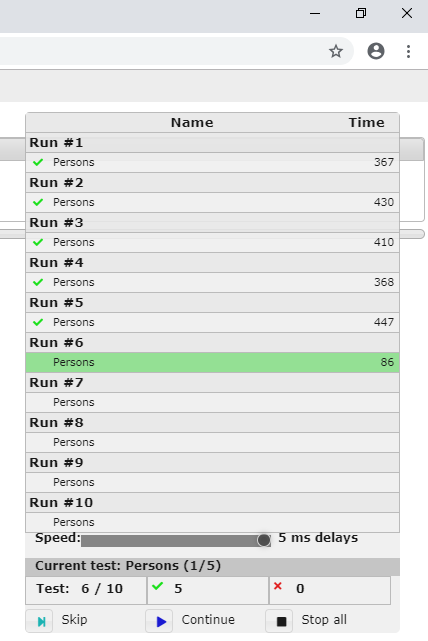 Name Time
Run #1
Persons 367
Run #2
Persons 430
Run #3
Persons 410
Run #4
Persons 368
Run #5
Persons 447
Run #6
Persons 86
Run #7
Persons
Run #8
Persons
Run #9
Persons
Run #10
Persons
Speed: 5 ms delays
Current test: Persons (1/5)
Test: 6 / 10 5 0
Skip Continue Stop all